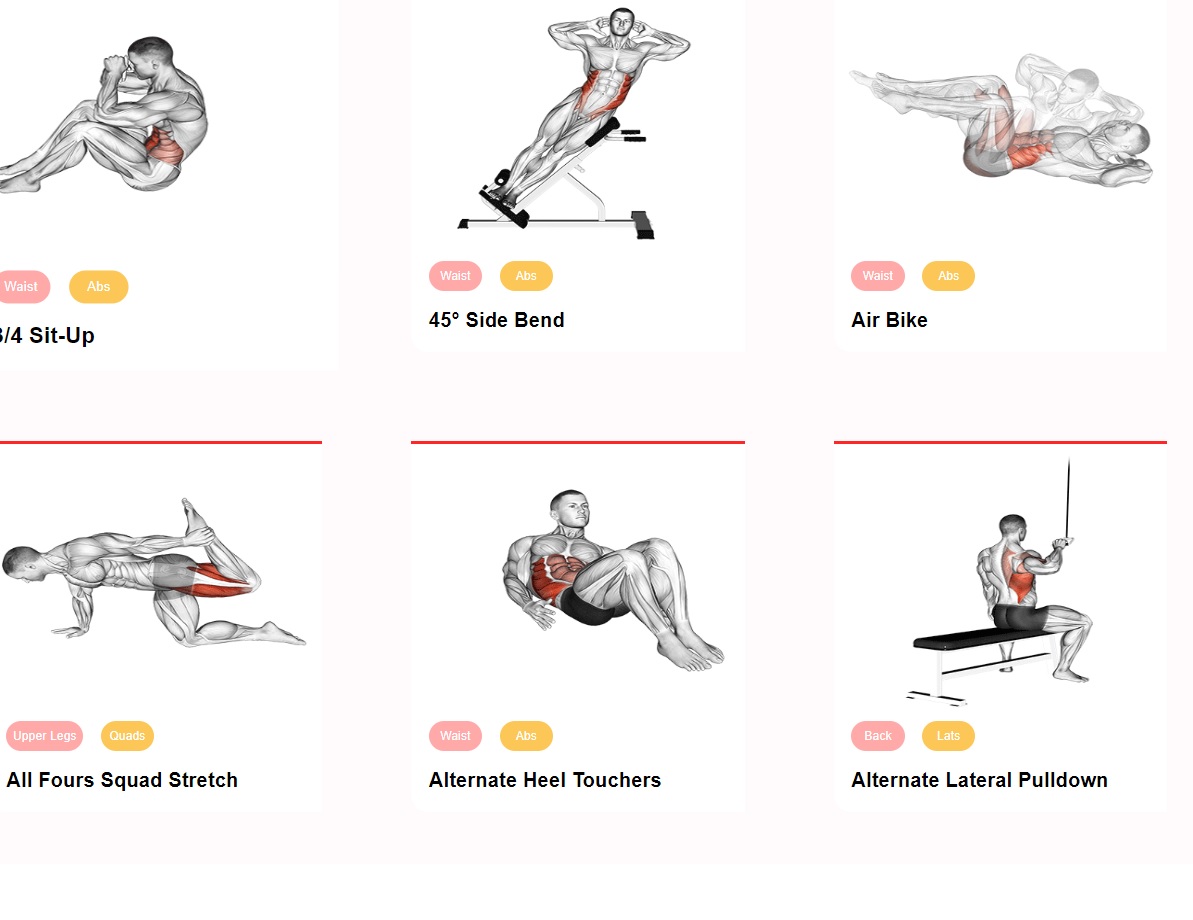 Waist Abs
3/4 Sit-Up
Waist Abs
45° Side Bend
Waist Abs
Air Bike
Upper Legs Quads
All Fours Squad Stretch
Waist Abs
Alternate Heel Touchers
Back Lats
Alternate Lateral Pulldown